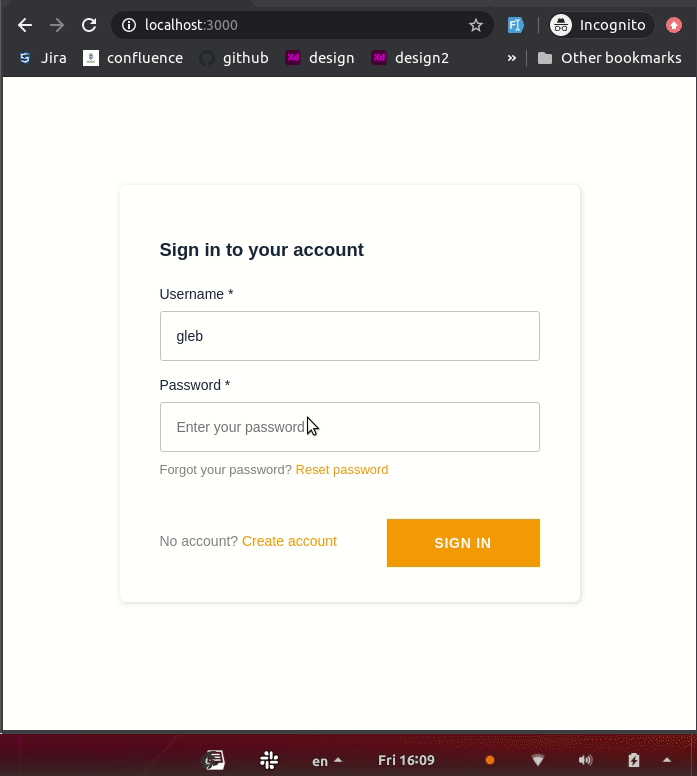 localhost:3000
Incognito
Jira
confluence
github
design
design2
»
Other bookmarks
Sign in to your account
Username *
gleb
Password *
Enter your password
Forgot your password? Reset password
No account? Create account
SIGN IN
en
Fri 16:09